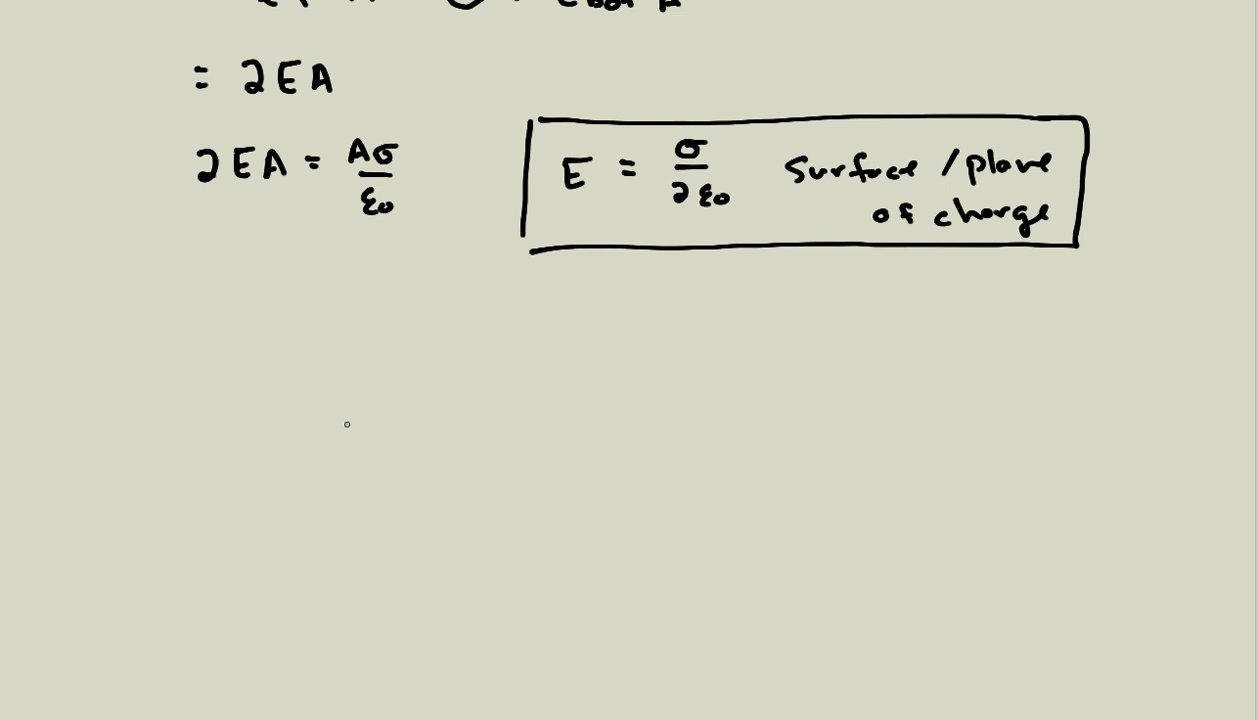 = 2EA
2EA = Aσ/ε₀
E = σ/2ε₀ Surface / plane
of charge